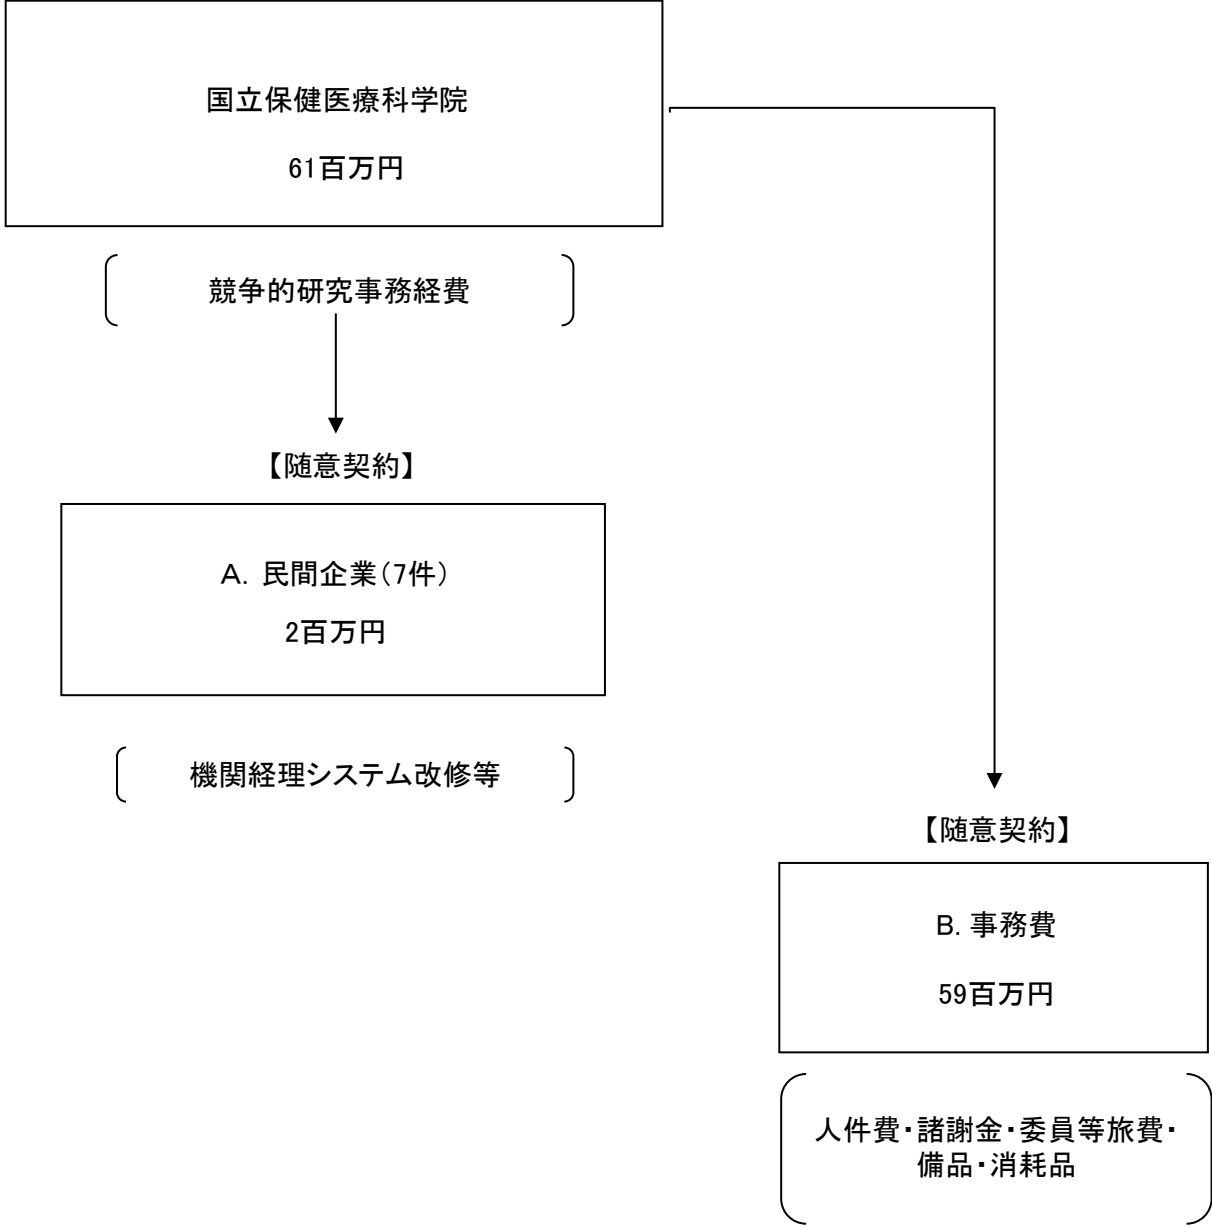 国立保健医療科学院
61百万円
競争的研究事務経費
【随意契約】
A. 民間企業（7件）
2百万円
機関経理システム改修等
【随意契約】
B. 事務費
59百万円
人件費・諸謝金・委員等旅費・
備品・消耗品